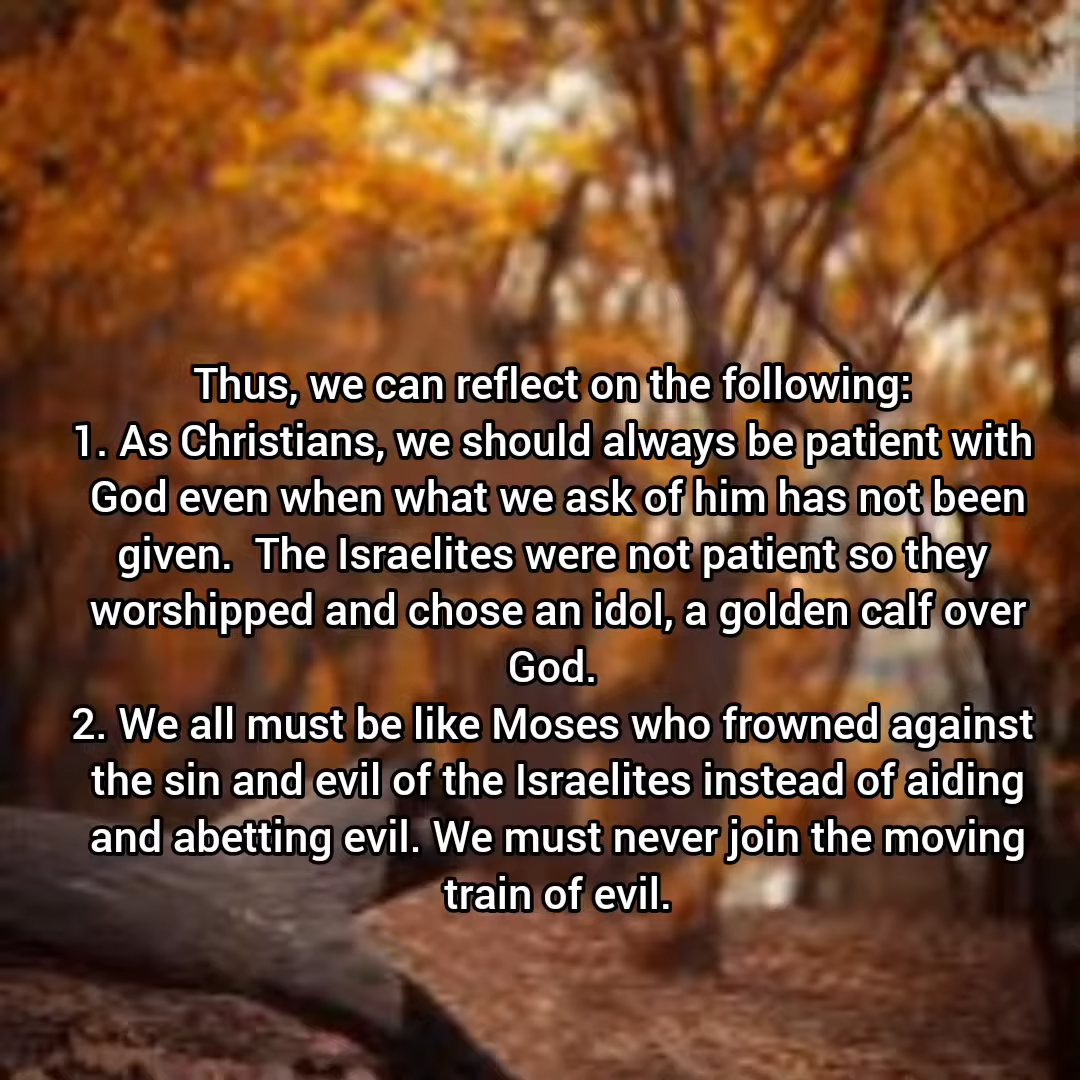 Thus, we can reflect on the following:
1. As Christians, we should always be patient with
God even when what we ask of him has not been
given.  The Israelites were not patient so they
worshipped and chose an idol, a golden calf over
God.
2. We all must be like Moses who frowned against
the sin and evil of the Israelites instead of aiding
and abetting evil. We must never join the moving
train of evil.